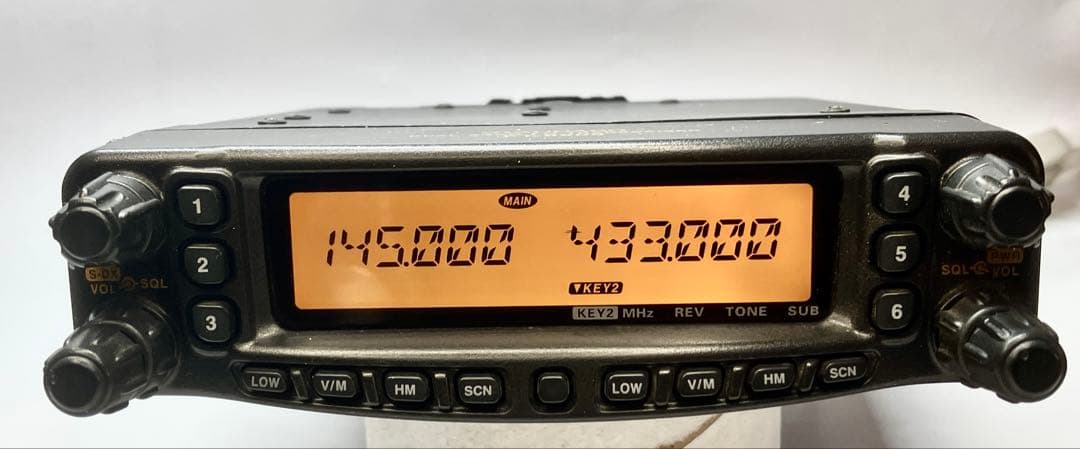 MAIN
145.000 433.000
▼KEY2
KEY2 MHz REV TONE SUB
1
2
3
4
5
6
S-DX
VOL SQL
PWR
SQL VOL
LOW V/M HM SCN LOW V/M HM SCN